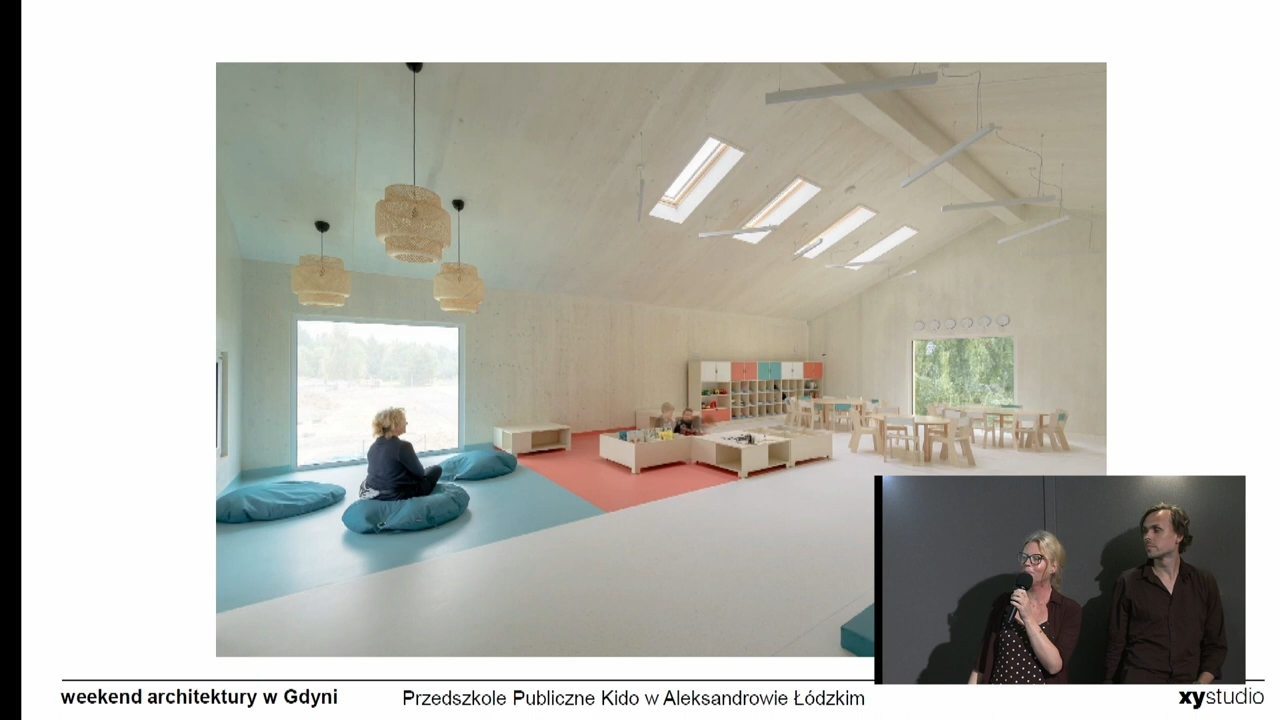 weekend architektury w Gdyni
Przedszkole Publiczne Kido w Aleksandrowie Łódzkim
xystudio